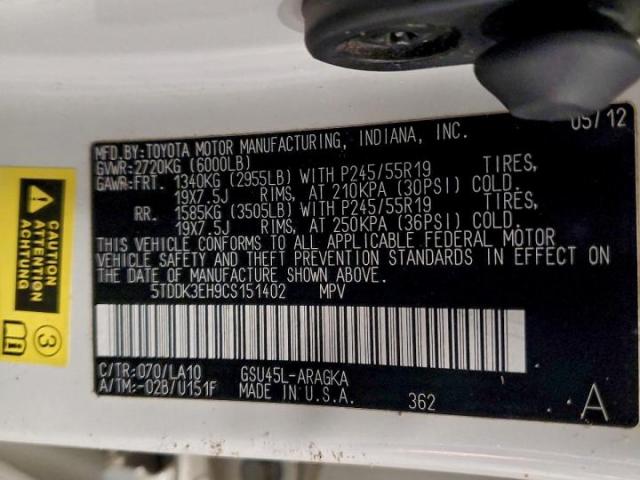 05/12
MFD.BY:TOYOTA MOTOR MANUFACTURING, INDIANA, INC.
GVWR:2720KG (6000LB)
GAWR:FRT. 1340KG (2955LB) WITH P245/55R19 TIRES,
19X7.5J RIMS, AT 210KPA (30PSI) COLD.
RR. 1585KG (3505LB) WITH P245/55R19 TIRES,
19X7.5J RIMS, AT 250KPA (36PSI) COLD.
THIS VEHICLE CONFORMS TO ALL APPLICABLE FEDERAL MOTOR
VEHICLE SAFETY AND THEFT PREVENTION STANDARDS IN EFFECT ON
THE DATE OF MANUFACTURE SHOWN ABOVE.
5TDDK3EH9CS151402 MPV
C/TR:070/LA10 GSU45L-ARAGKA
A/TM:-02B/U151F MADE IN U.S.A. 362 A
CAUTION
ATTENTION
ACHTUNG
3